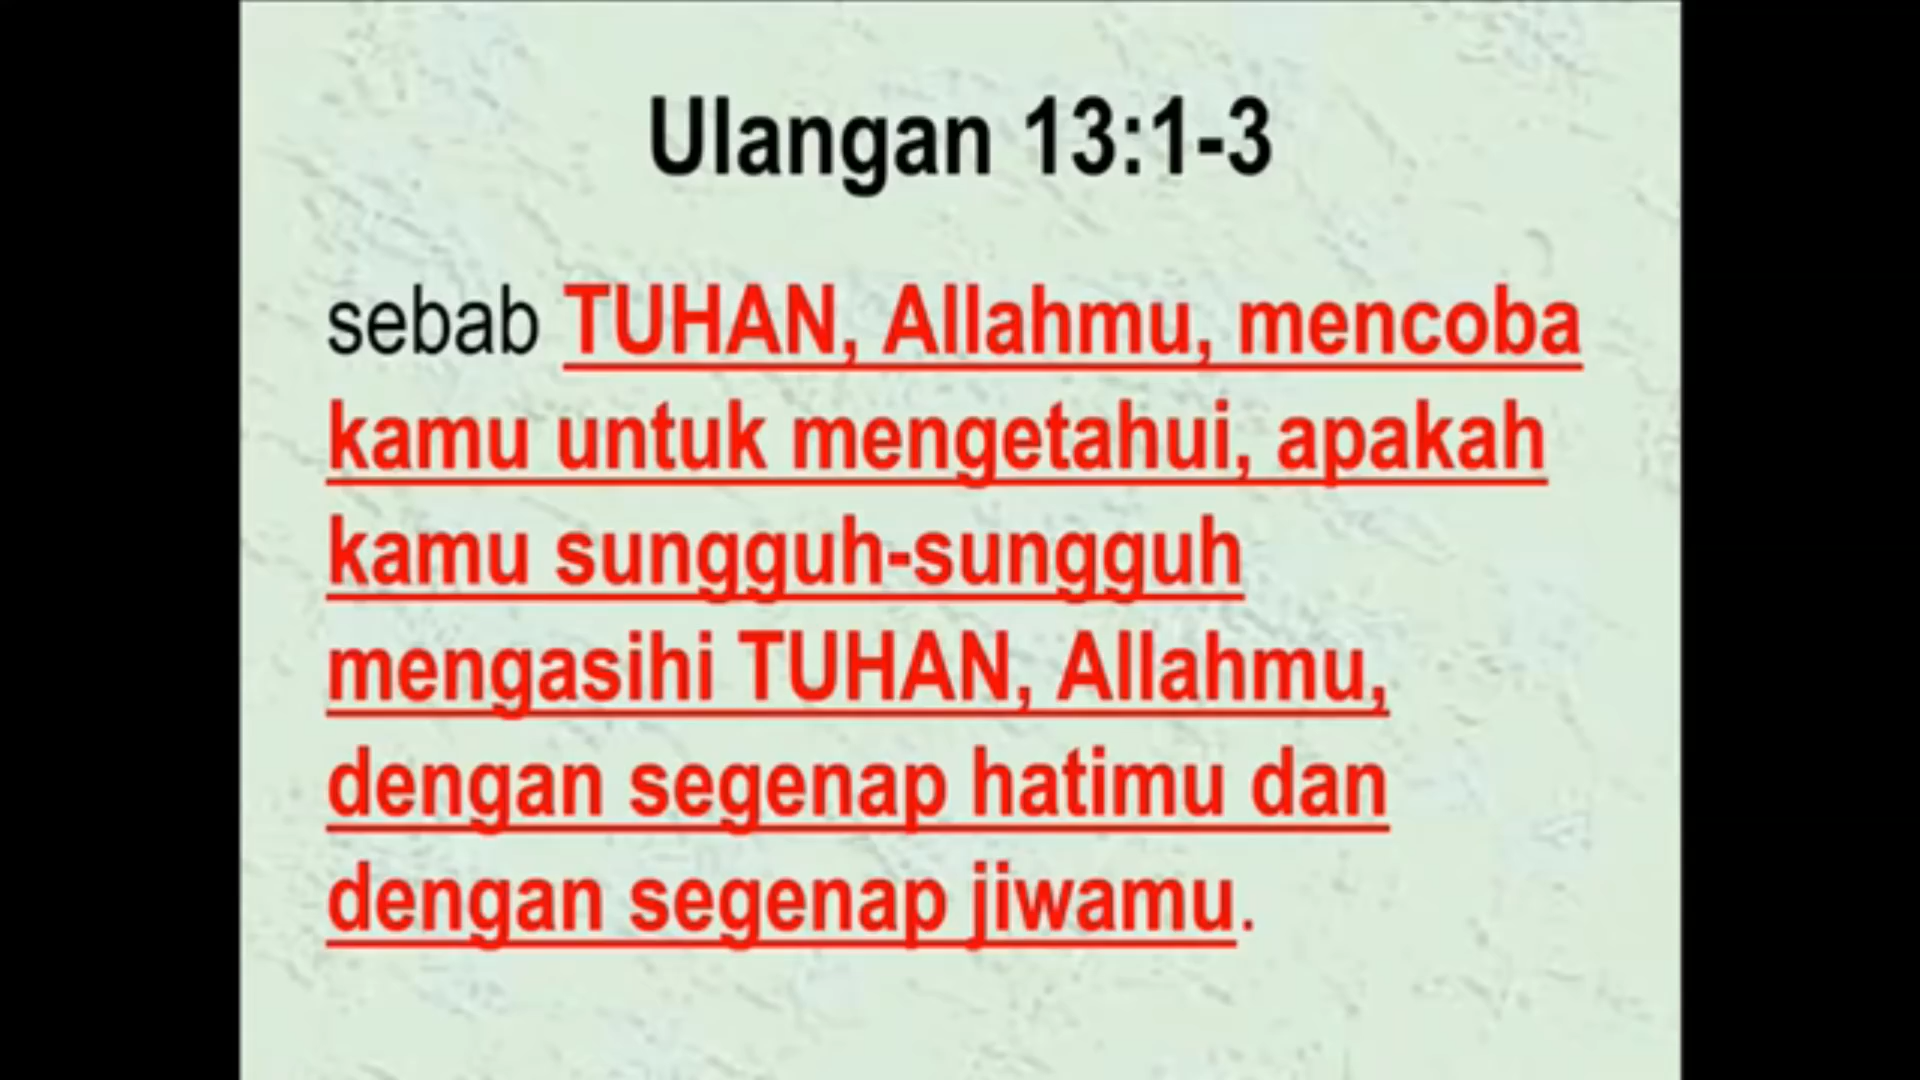 Ulangan 13:1-3
sebab TUHAN, Allahmu, mencoba
kamu untuk mengetahui, apakah
kamu sungguh-sungguh
mengasihi TUHAN, Allahmu,
dengan segenap hatimu dan
dengan segenap jiwamu.